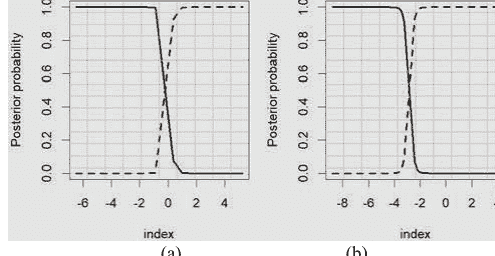 Posterior probability
0.0 0.2 0.4 0.6 0.8 1.0
-6 -4 -2 0 2 4
index
(a)
Posterior probability
0.0 0.2 0.4 0.6 0.8 1.0
-8 -6 -4 -2 0 2 4
index
(b)